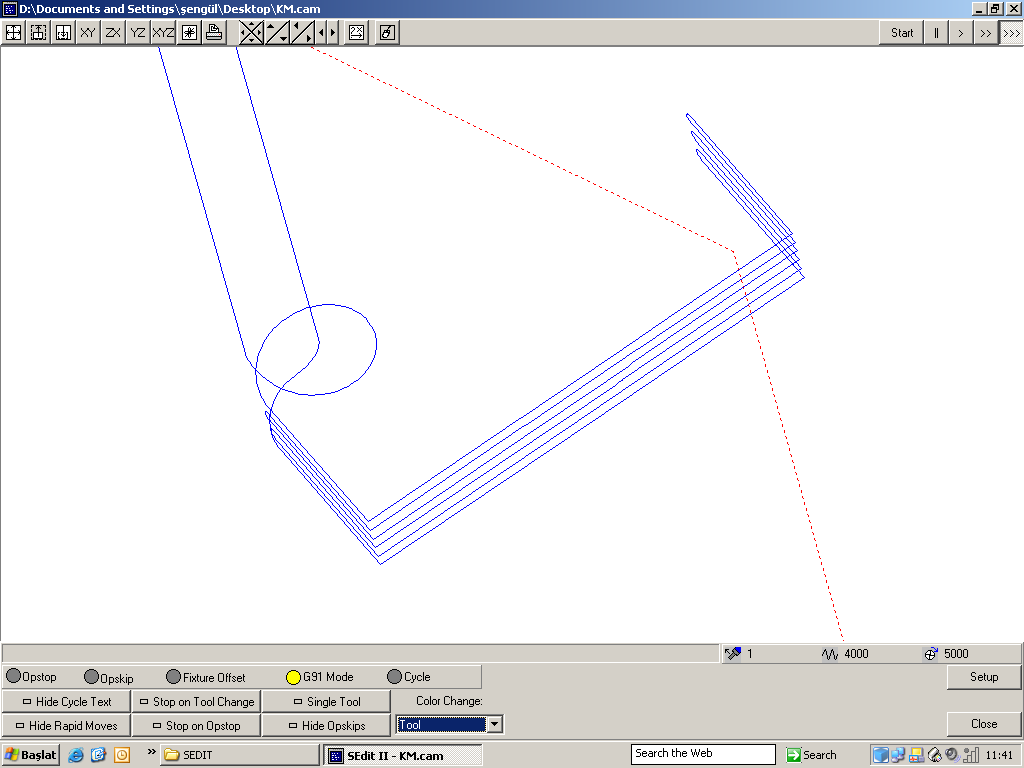 D:\Documents and Settings\şengül\Desktop\KM.cam
XY ZX YZ XYZ Start || > >> >>>
1 4000 5000
Opstop Opskip Fixture Offset G91 Mode Cycle Setup
Hide Cycle Text Stop on Tool Change Single Tool Color Change:
Hide Rapid Moves Stop on Opstop Hide Opskips Tool Close
Başlat » SEDIT SEdit II - KM.cam Search the Web Search 11:41